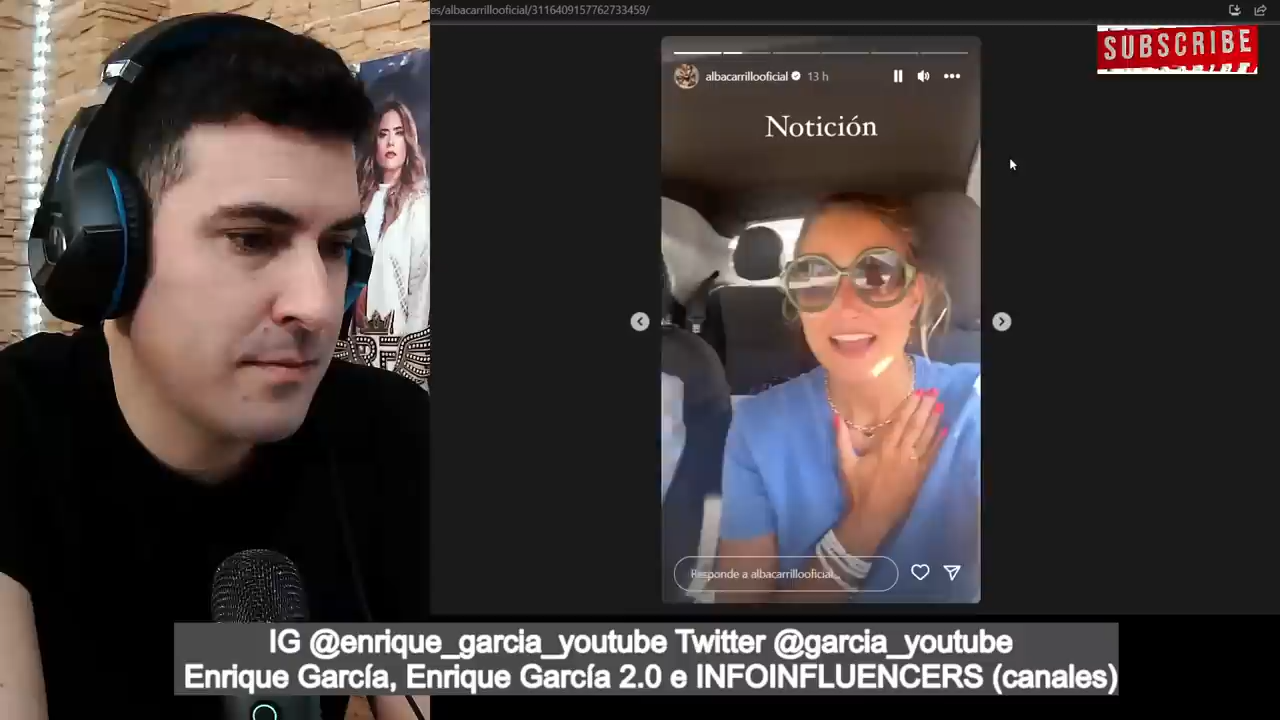 es/albacarrillooficial/3116409157762733459/
SUBSCRIBE
albacarrillooficial 13 h
Notición
Responde a albacarrillooficial...
IG @enrique_garcia_youtube Twitter @garcia_youtube
Enrique García, Enrique García 2.0 e INFOINFLUENCERS (canales)